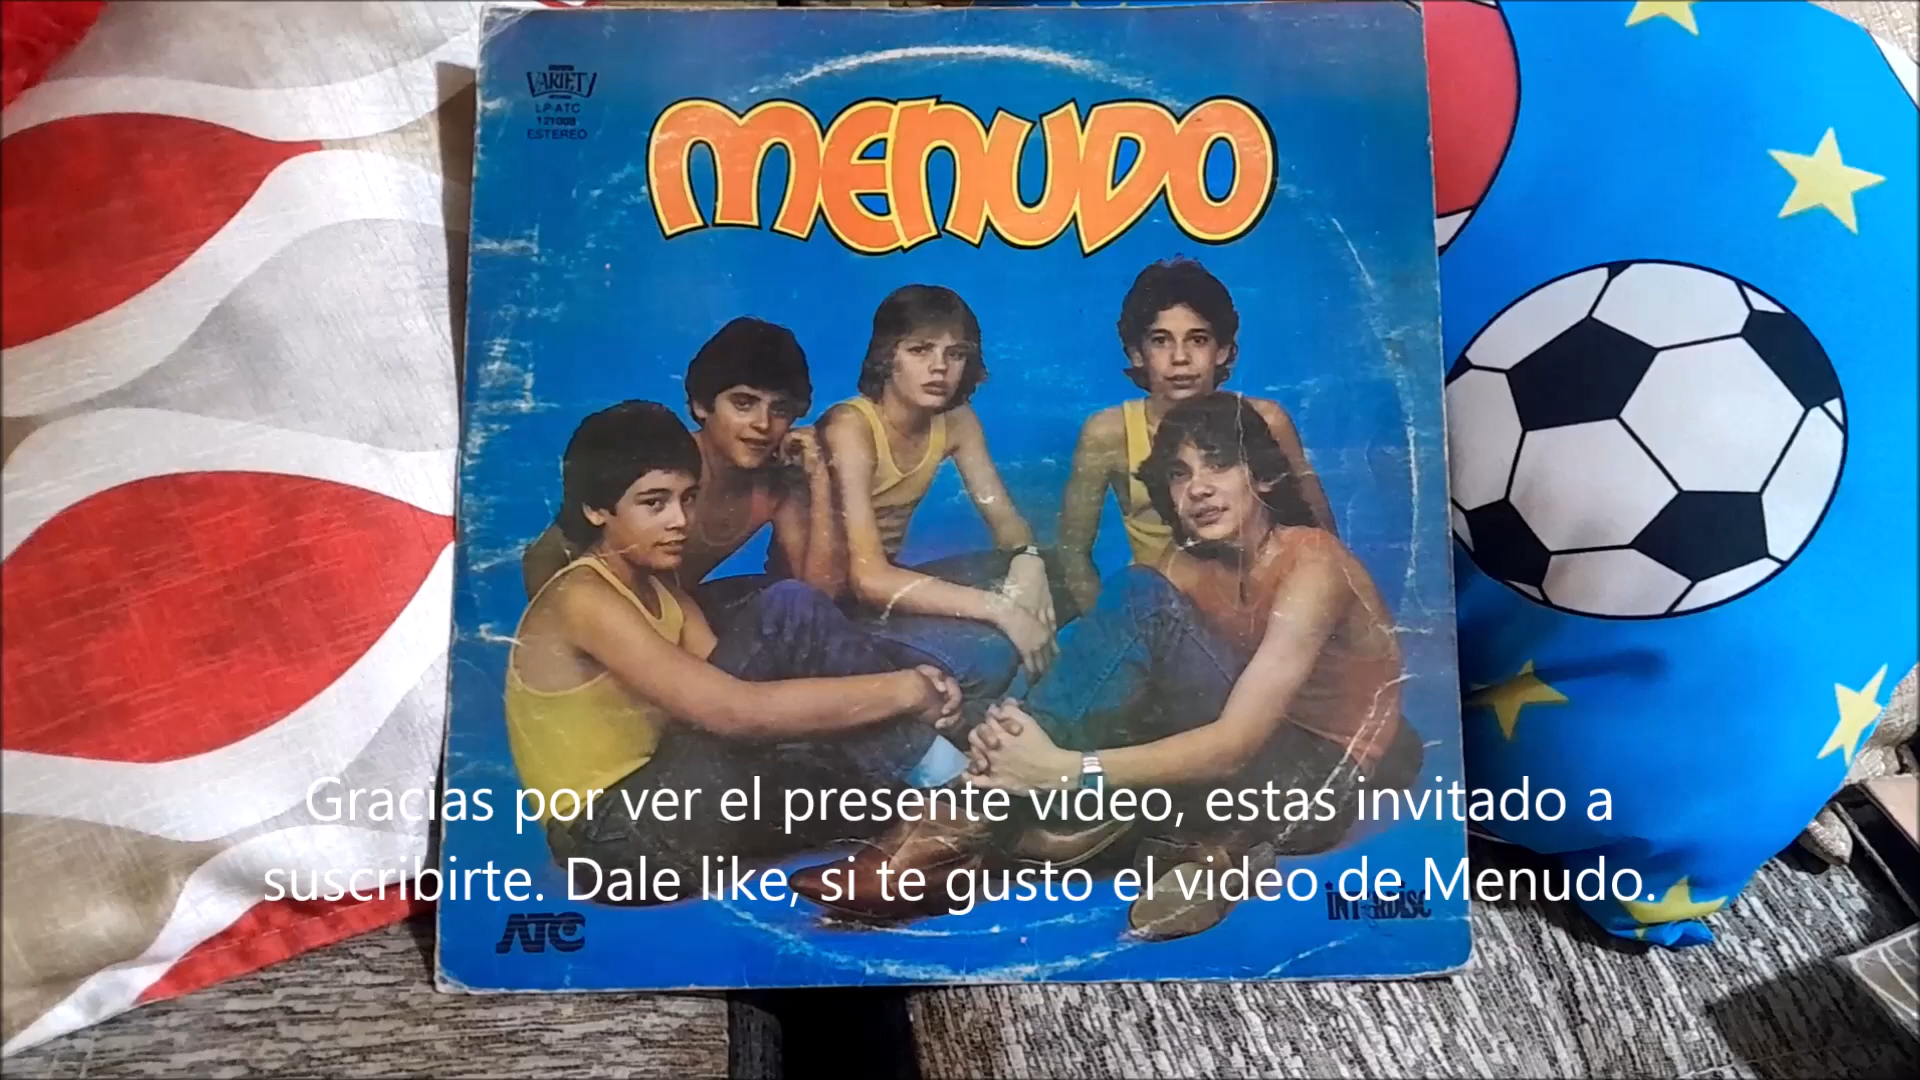 VARIETY
LP-ATC
121008
ESTEREO
MENUDO
Gracias por ver el presente video, estas invitado a
suscribirte. Dale like, si te gusto el video de Menudo.
ATC
INTERDISC